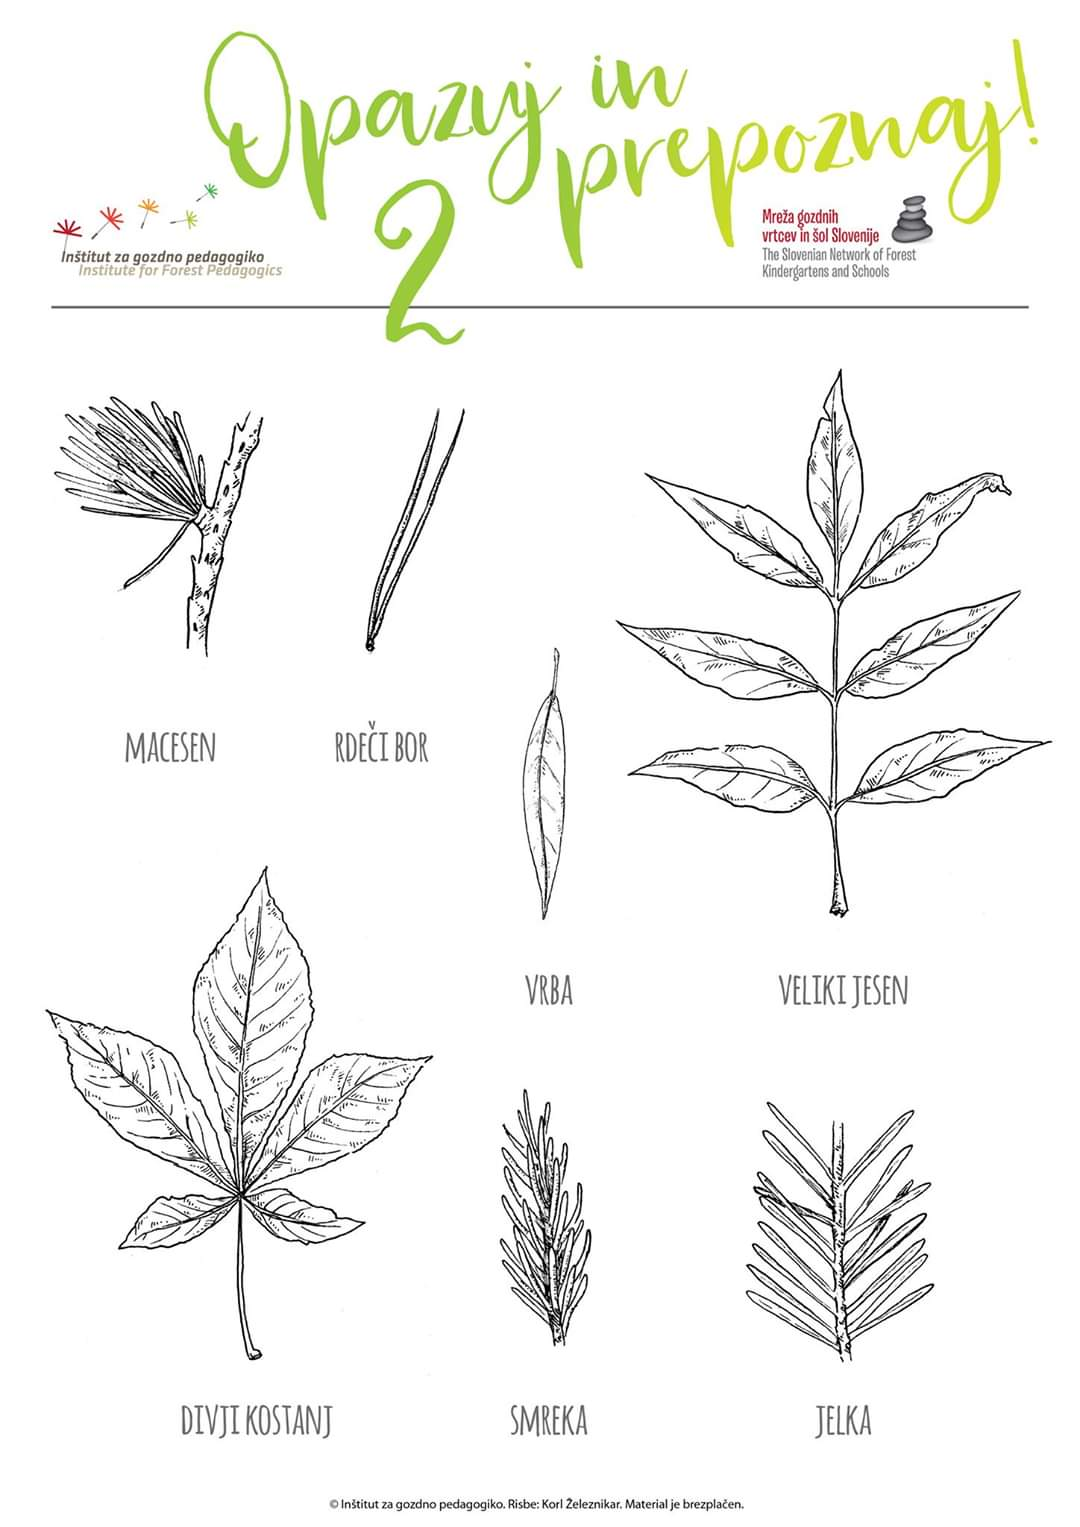 Opazuj in
prepoznaj!
2
Inštitut za gozdno pedagogiko
Institute for Forest Pedagogics
Mreža gozdnih
vrtcev in šol Slovenije
The Slovenian Network of Forest
Kindergartens and Schools
MACESEN
RDEČI BOR
VRBA
VELIKI JESEN
DIVJI KOSTANJ
SMREKA
JELKA
© Inštitut za gozdno pedagogiko. Risbe: Korl Železnikar. Material je brezplačen.